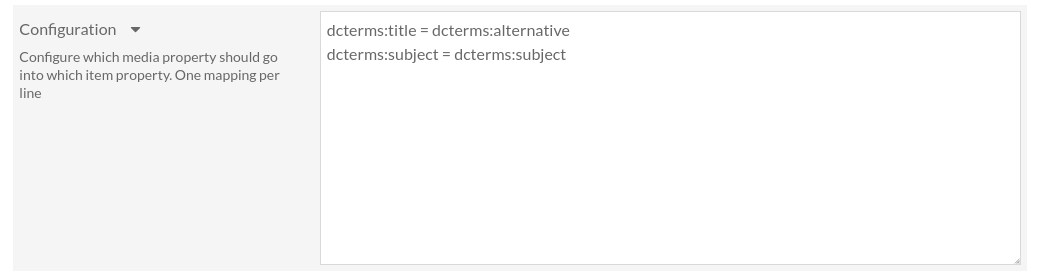 Configuration
Configure which media property should go
into which item property. One mapping per
line
dcterms:title = dcterms:alternative
dcterms:subject = dcterms:subject